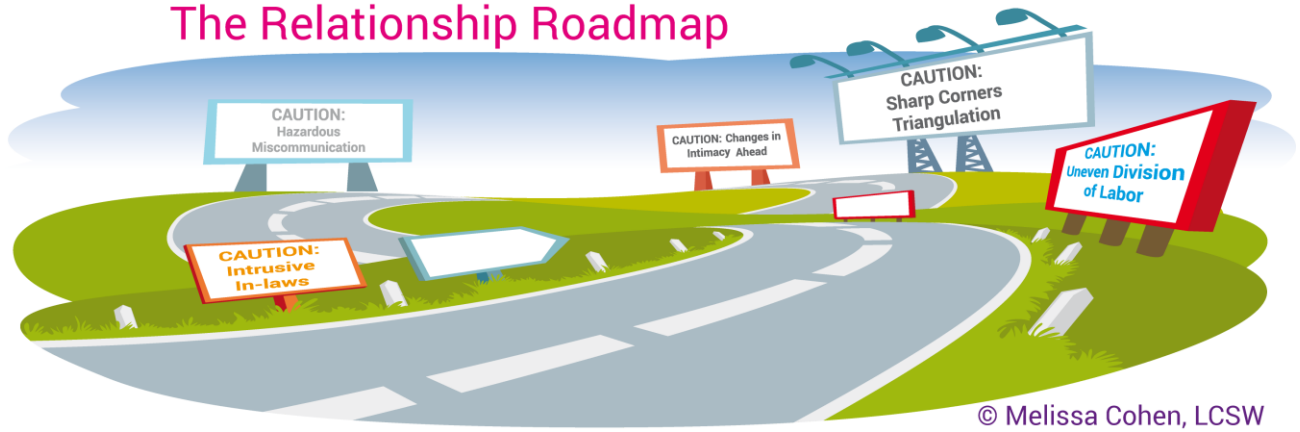 The Relationship Roadmap
CAUTION:
Hazardous
Miscommunication
CAUTION: Changes in
Intimacy Ahead
CAUTION:
Sharp Corners
Triangulation
CAUTION:
Uneven Division
of Labor
CAUTION:
Intrusive
In-laws
© Melissa Cohen, LCSW